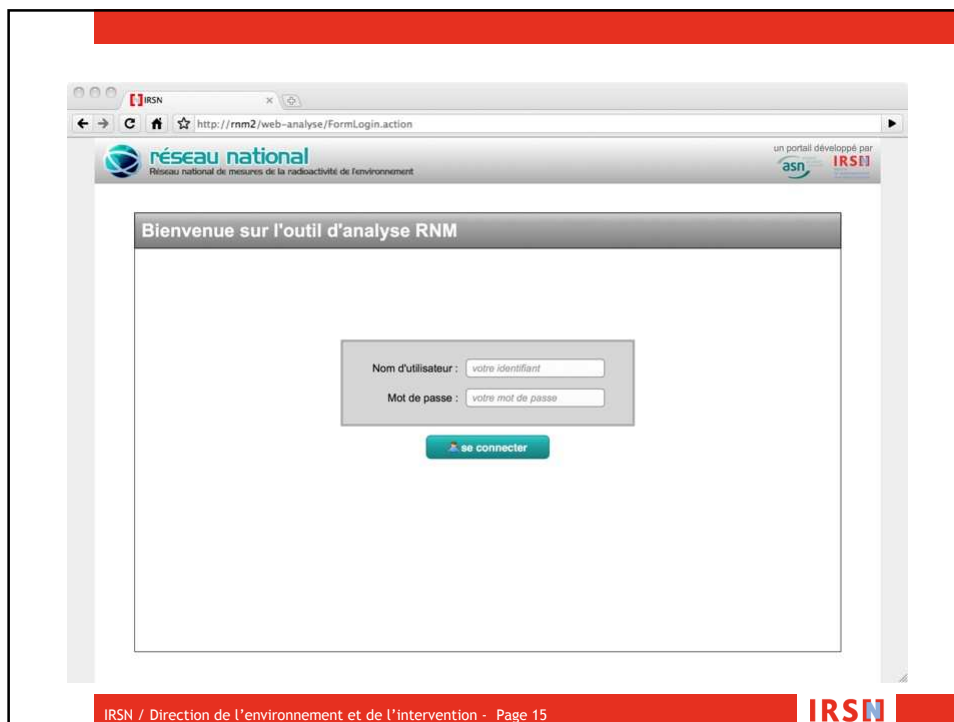 IRSN
http://rnm2/web-analyse/FormLogin.action
réseau national
Réseau national de mesures de la radioactivité de l'environnement
un portail développé par
asn IRSN
Bienvenue sur l'outil d'analyse RNM
Nom d'utilisateur : votre identifiant
Mot de passe : votre mot de passe
se connecter
IRSN / Direction de l'environnement et de l'intervention - Page 15
IRSN